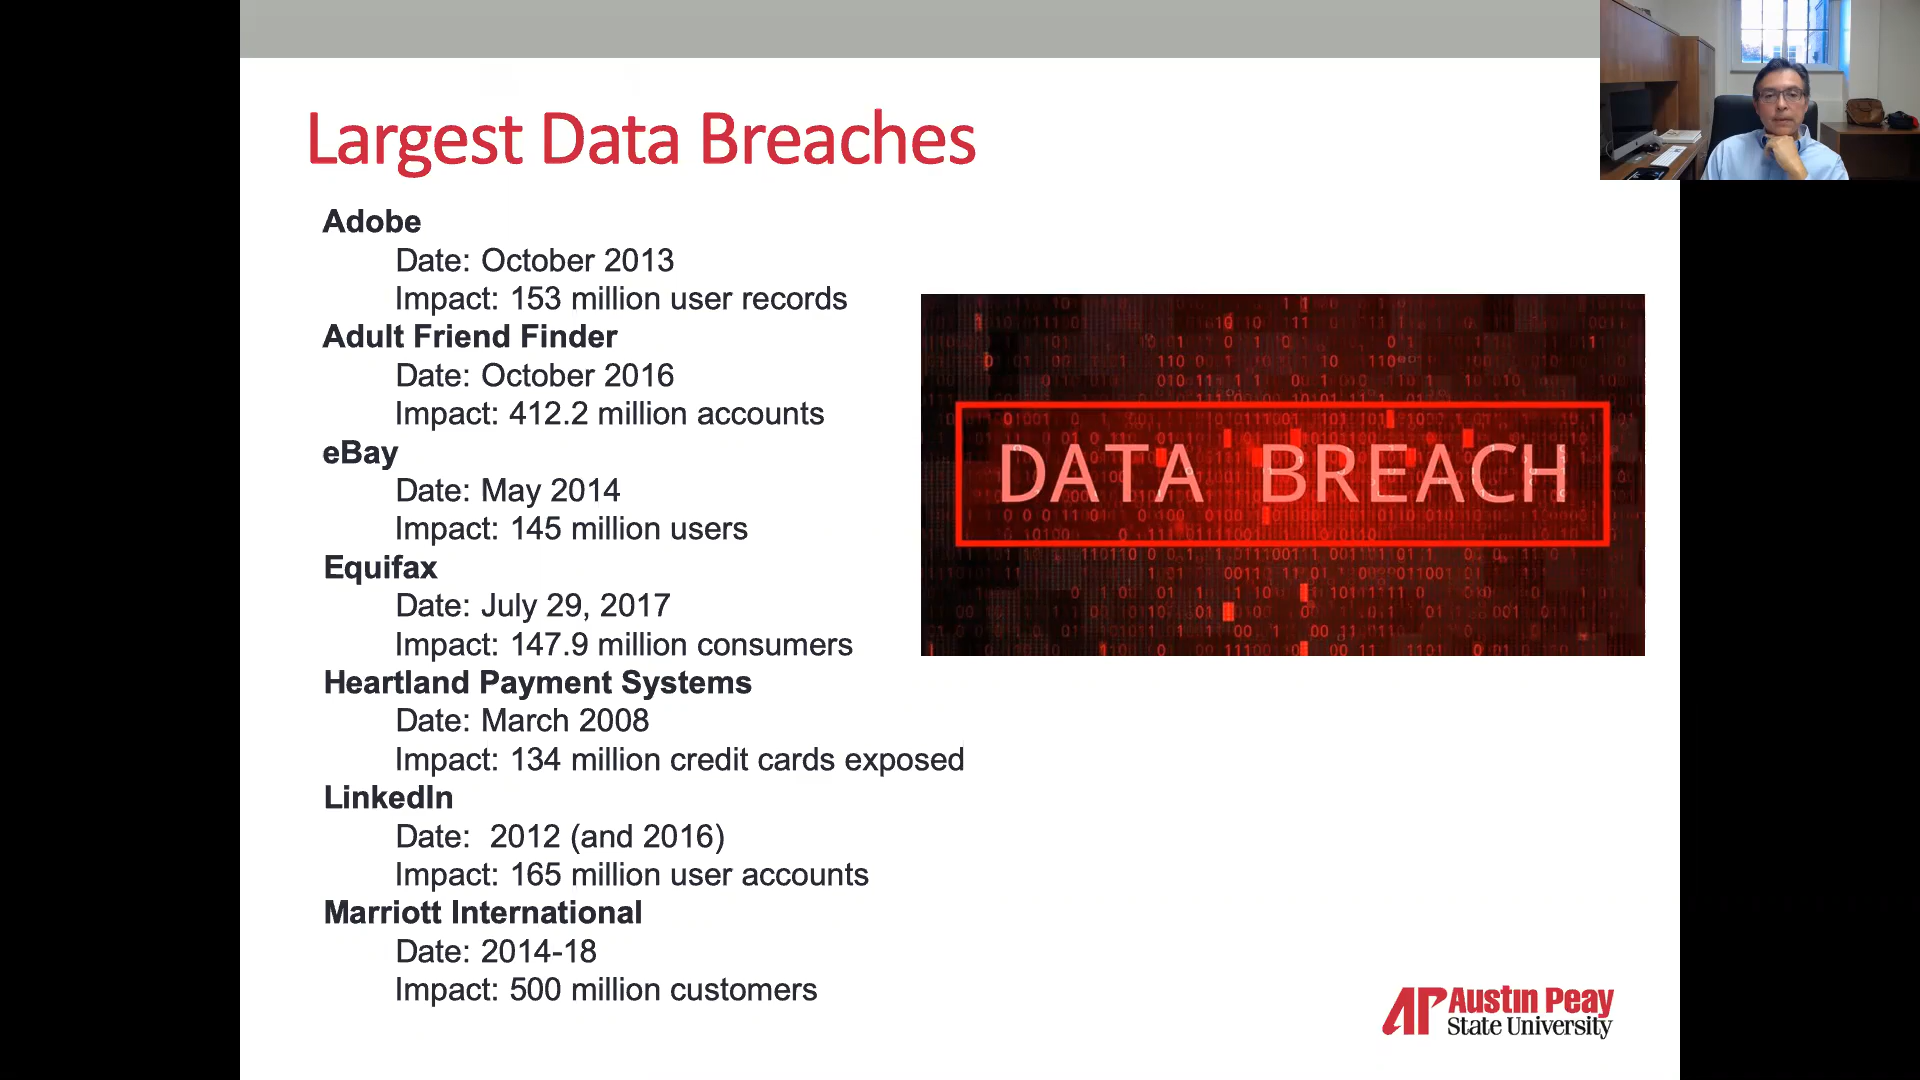 Largest Data Breaches
Adobe
Date: October 2013
Impact: 153 million user records
Adult Friend Finder
Date: October 2016
Impact: 412.2 million accounts
eBay
Date: May 2014
Impact: 145 million users
Equifax
Date: July 29, 2017
Impact: 147.9 million consumers
Heartland Payment Systems
Date: March 2008
Impact: 134 million credit cards exposed
LinkedIn
Date: 2012 (and 2016)
Impact: 165 million user accounts
Marriott International
Date: 2014-18
Impact: 500 million customers
DATA BREACH
AP Austin Peay
State University